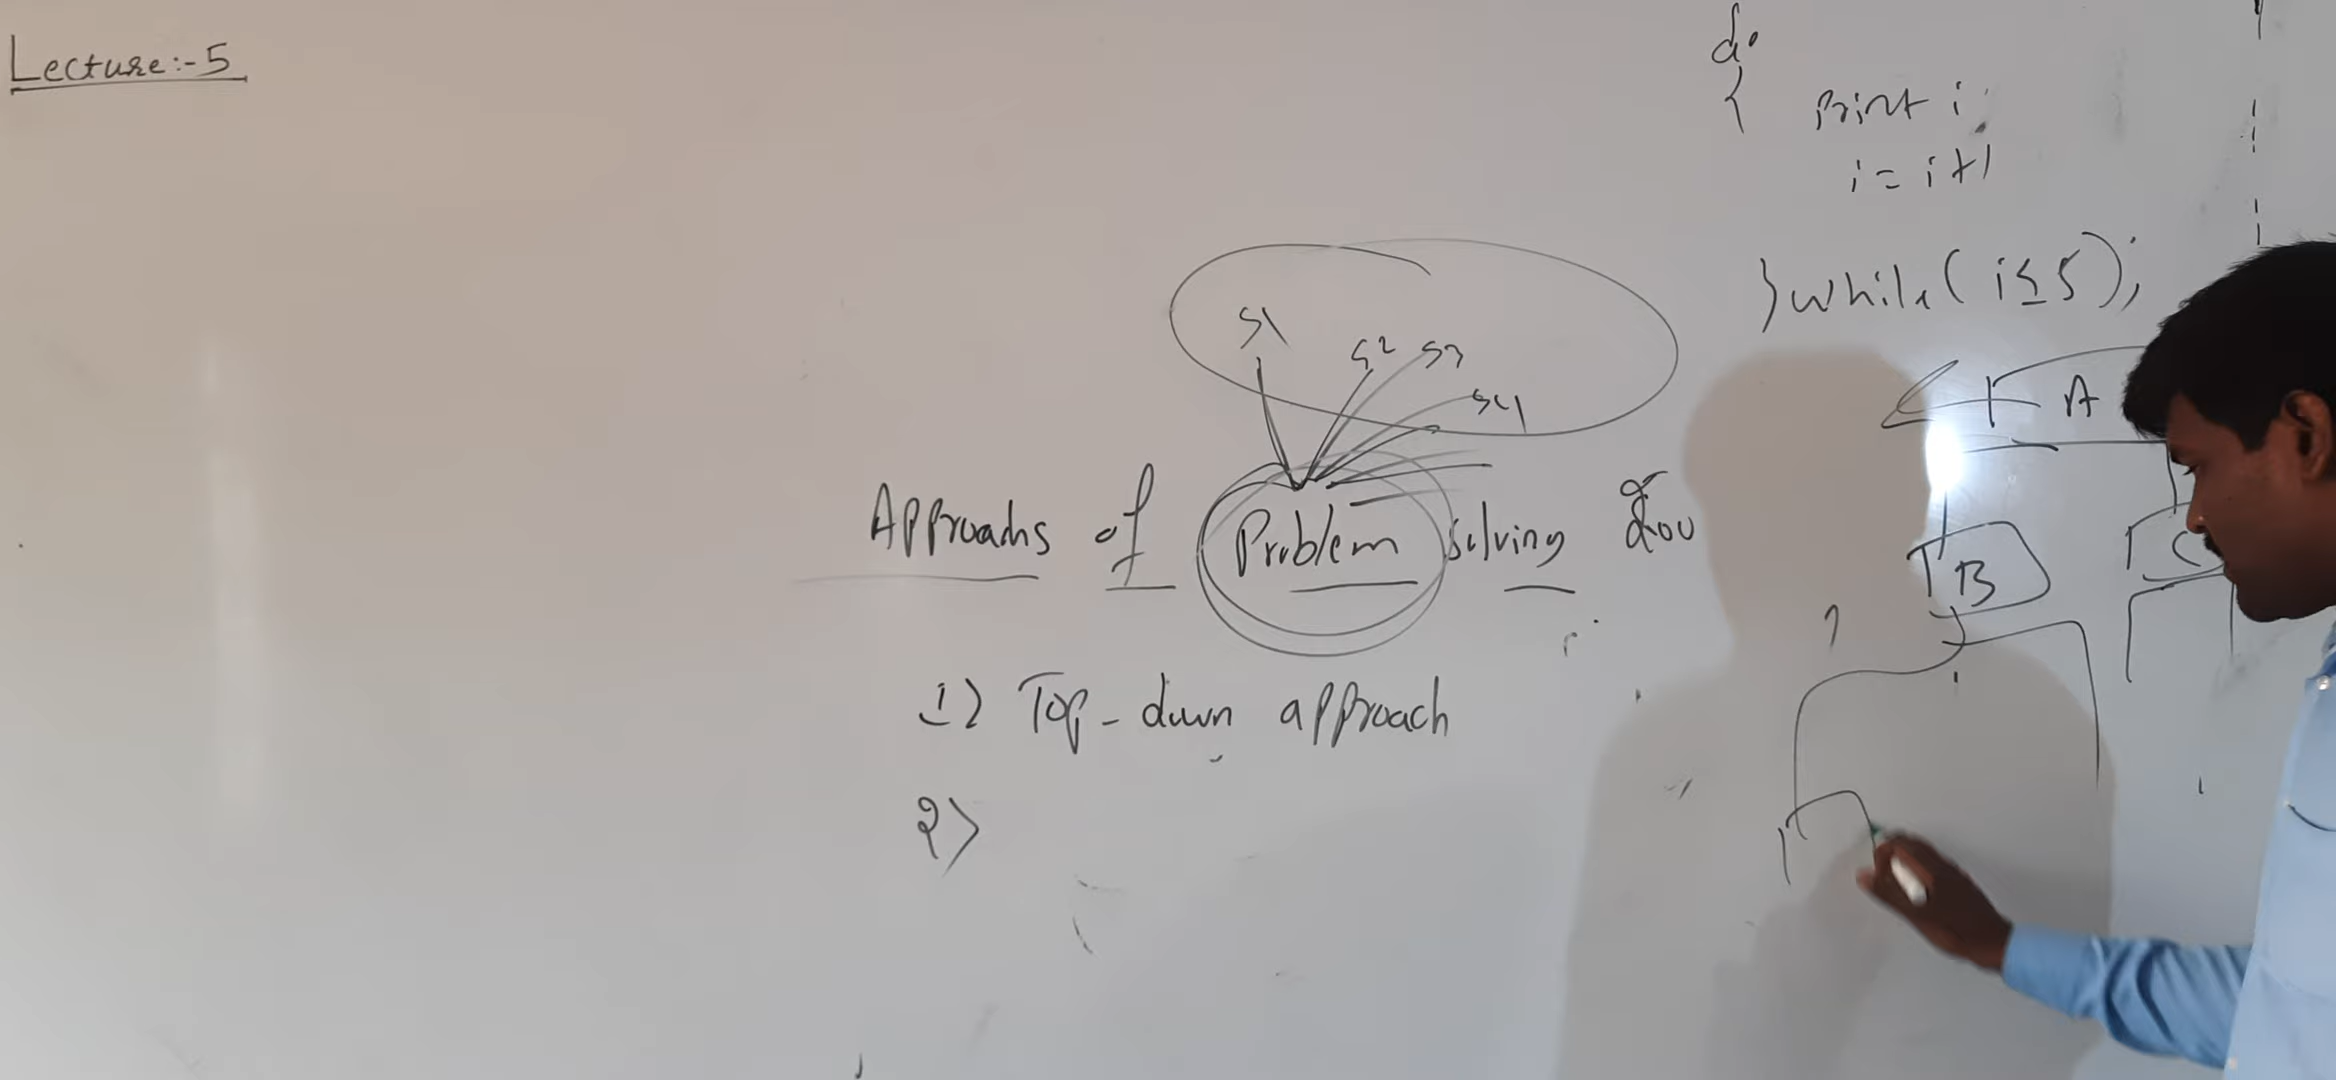 Lecture:- 5
do
{
Print i;
i = i+1
} while ( i ≤ 5 );
S1
S2 S3
S4
A
Approachs of Problem solving
B
C
1) Top-down approach
2)